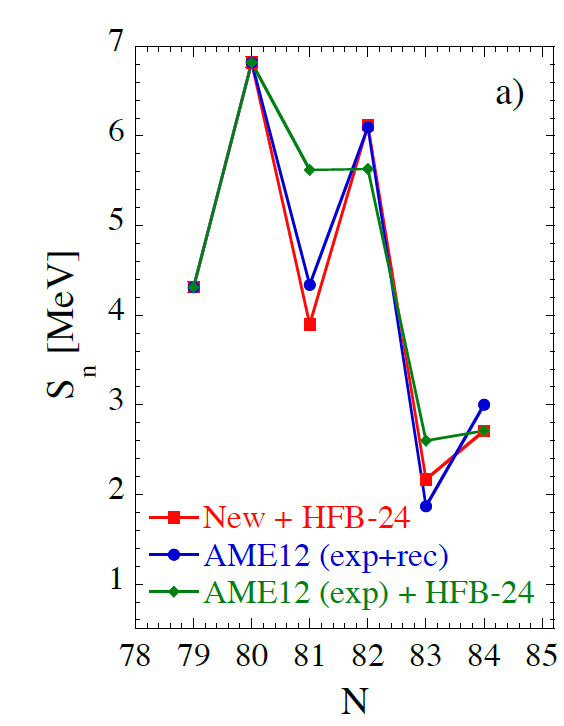 7
a)
6
5
4
3
2
1
S
n
[MeV]
New + HFB-24
AME12 (exp+rec)
AME12 (exp) + HFB-24
78 79 80 81 82 83 84 85
N